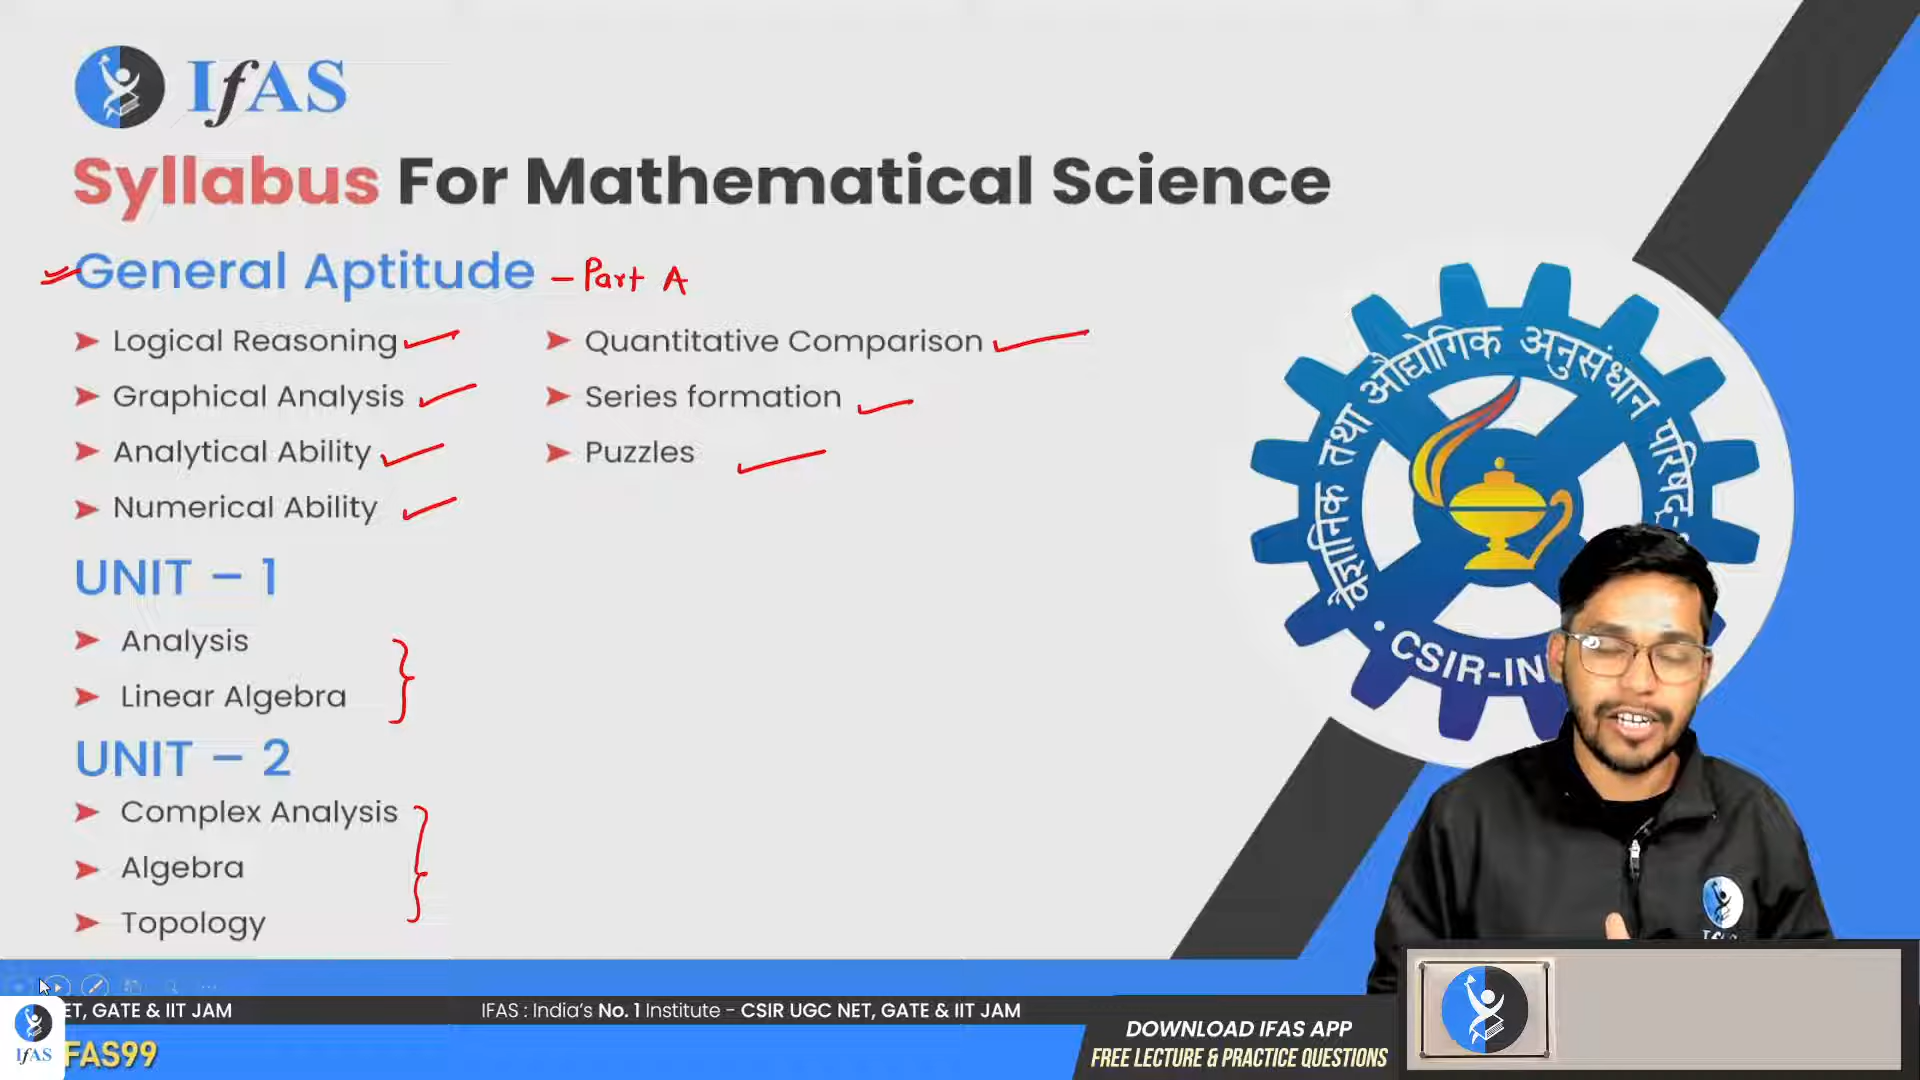 IfAS
Syllabus For Mathematical Science
General Aptitude - Part A
Logical Reasoning
Graphical Analysis
Analytical Ability
Numerical Ability
Quantitative Comparison
Series formation
Puzzles
UNIT – 1
Analysis
Linear Algebra
UNIT – 2
Complex Analysis
Algebra
Topology
वैज्ञानिक तथा औद्योगिक अनुसंधान परिषद
• CSIR-IN
ET, GATE & IIT JAM
IFAS : India's No. 1 Institute - CSIR UGC NET, GATE & IIT JAM
IfAS
FAS99
DOWNLOAD IFAS APP
FREE LECTURE & PRACTICE QUESTIONS